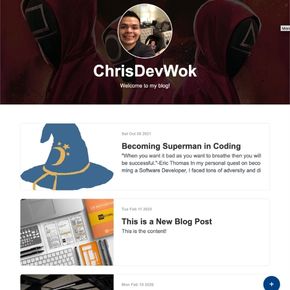 ChrisDevWok
Welcome to my blog!
Sat Oct 09 2021
Becoming Superman in Coding
"When you want it bad as you want to breathe then you will
be successful."-Eric Thomas In my personal quest on beco
ming a Software Developer, I faced tons of adversity and di
Tue Feb 11 2020
This is a New Blog Post
This is the content!
Mon Feb 10 2020
+